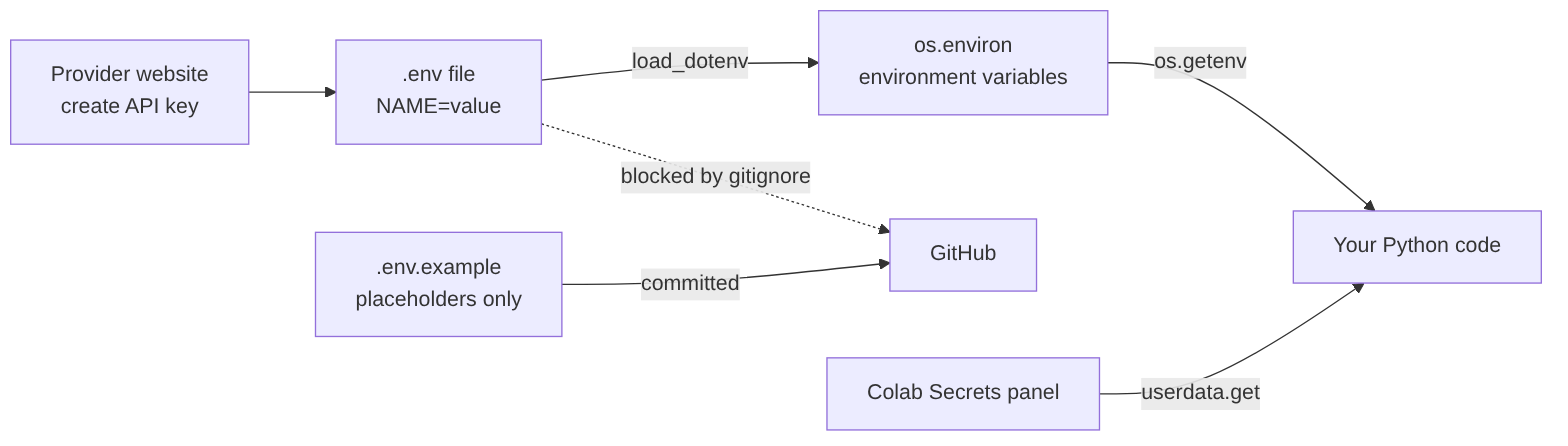 Provider website
create API key
.env file
NAME=value
load_dotenv
os.environ
environment variables
os.getenv
blocked by gitignore
.env.example
placeholders only
committed
GitHub
Your Python code
Colab Secrets panel
userdata.get